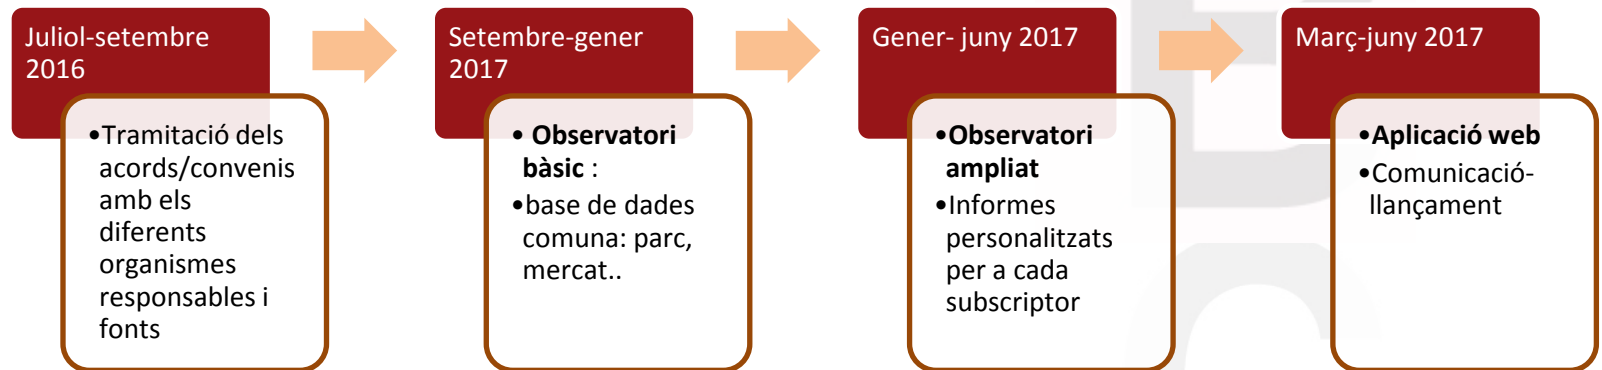 Juliol-setembre
2016
•Tramitació dels
acords/convenis
amb els
diferents
organismes
responsables i
fonts
Setembre-gener
2017
• Observatori
bàsic :
•base de dades
comuna: parc,
mercat..
Gener- juny 2017
•Observatori
ampliat
•Informes
personalitzats
per a cada
subscriptor
Març-juny 2017
•Aplicació web
•Comunicació-
llançament